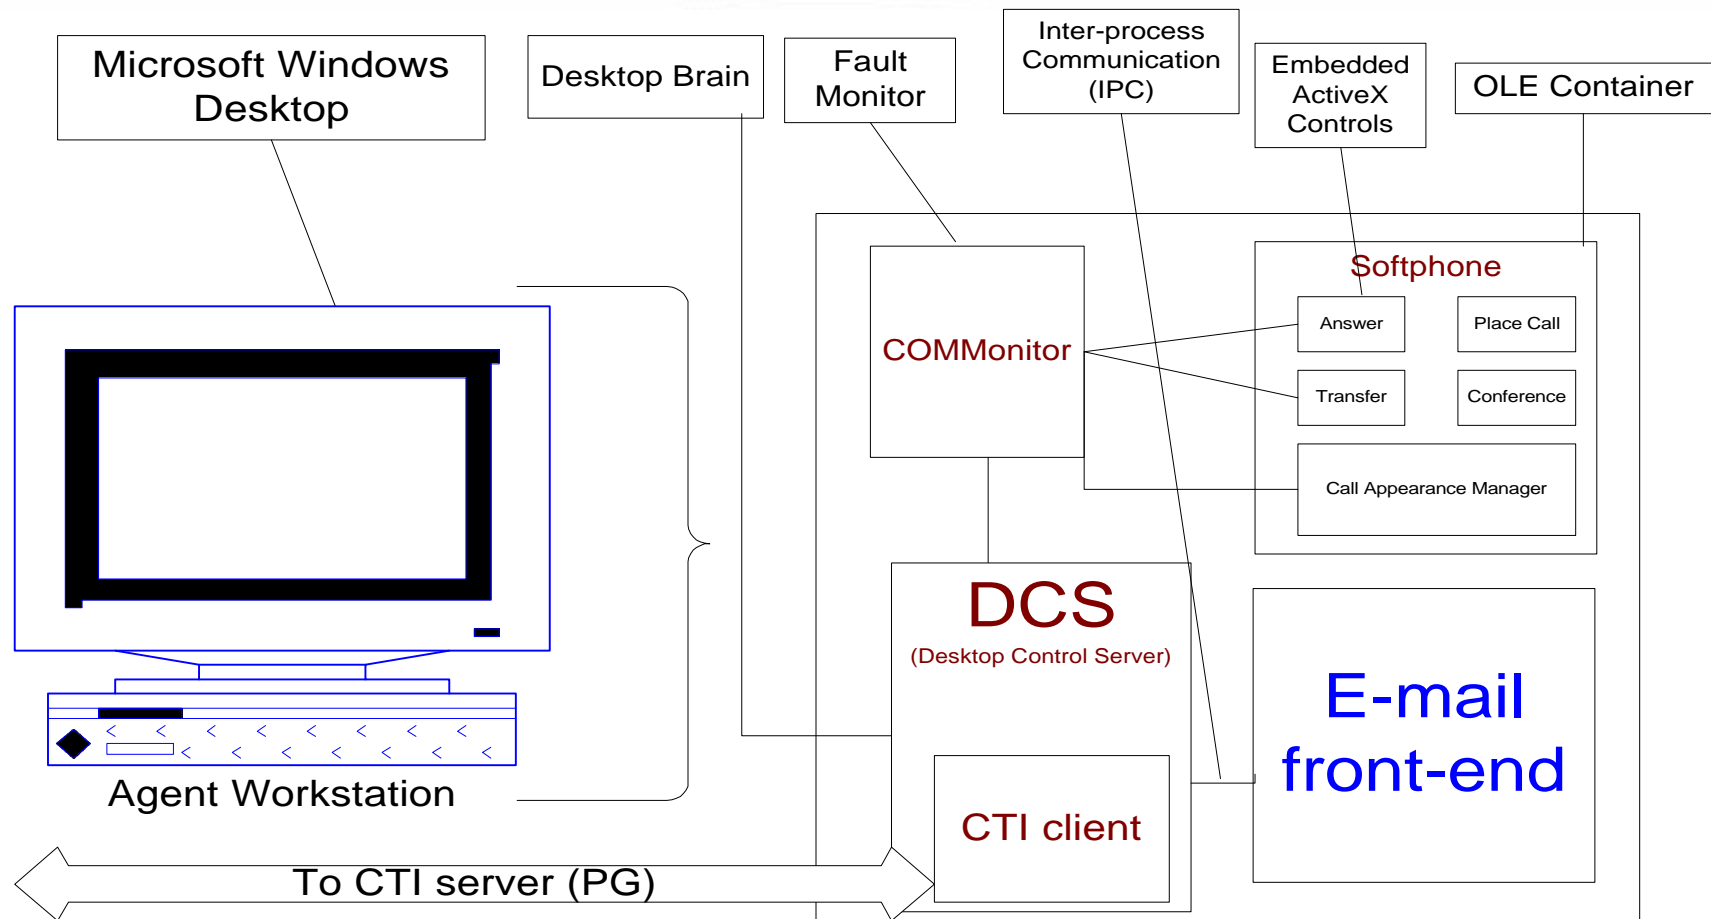 Microsoft Windows
Desktop
Desktop Brain
Fault
Monitor
Inter-process
Communication
(IPC)
Embedded
ActiveX
Controls
OLE Container
COMMonitor
Softphone
Answer
Place Call
Transfer
Conference
Call Appearance Manager
DCS
(Desktop Control Server)
CTI client
E-mail
front-end
Agent Workstation
To CTI server (PG)